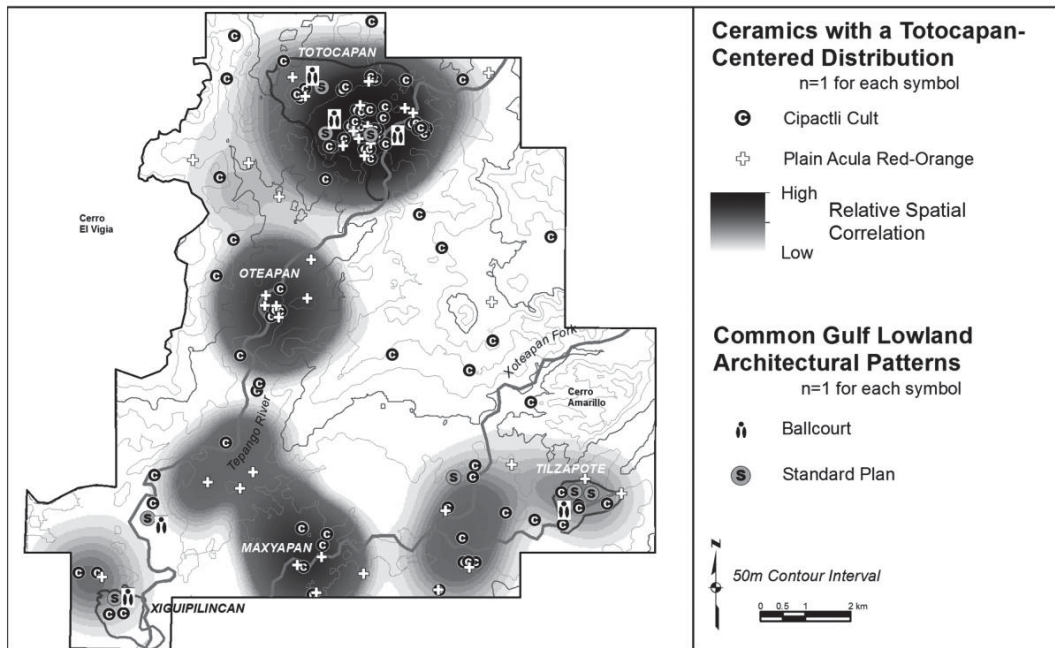 TOTOCAPAN
Cerro
El Vigia
OTEAPAN
Xoteapan Fork
Cerro
Amarillo
Tepango River
TILZAPOTE
MAXYAPAN
XIGUIPILINCAN
Ceramics with a Totocapan-
Centered Distribution
n=1 for each symbol
C Cipactli Cult
Plain Acula Red-Orange
High
Relative Spatial
Correlation
Low
Common Gulf Lowland
Architectural Patterns
n=1 for each symbol
Ballcourt
S Standard Plan
N
50m Contour Interval
0 0.5 1 2 km